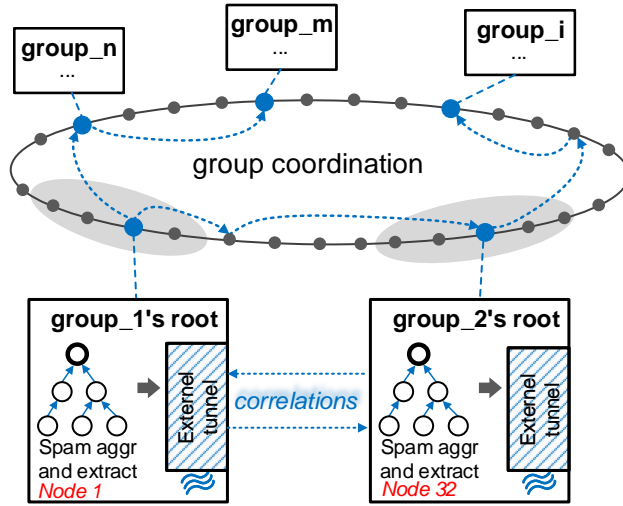 group_n
...
group_m
...
group_i
...
group coordination
group_1's root
Externel
tunnel
Spam aggr
and extract
Node 1
correlations
group_2's root
Externel
tunnel
Spam aggr
and extract
Node 32